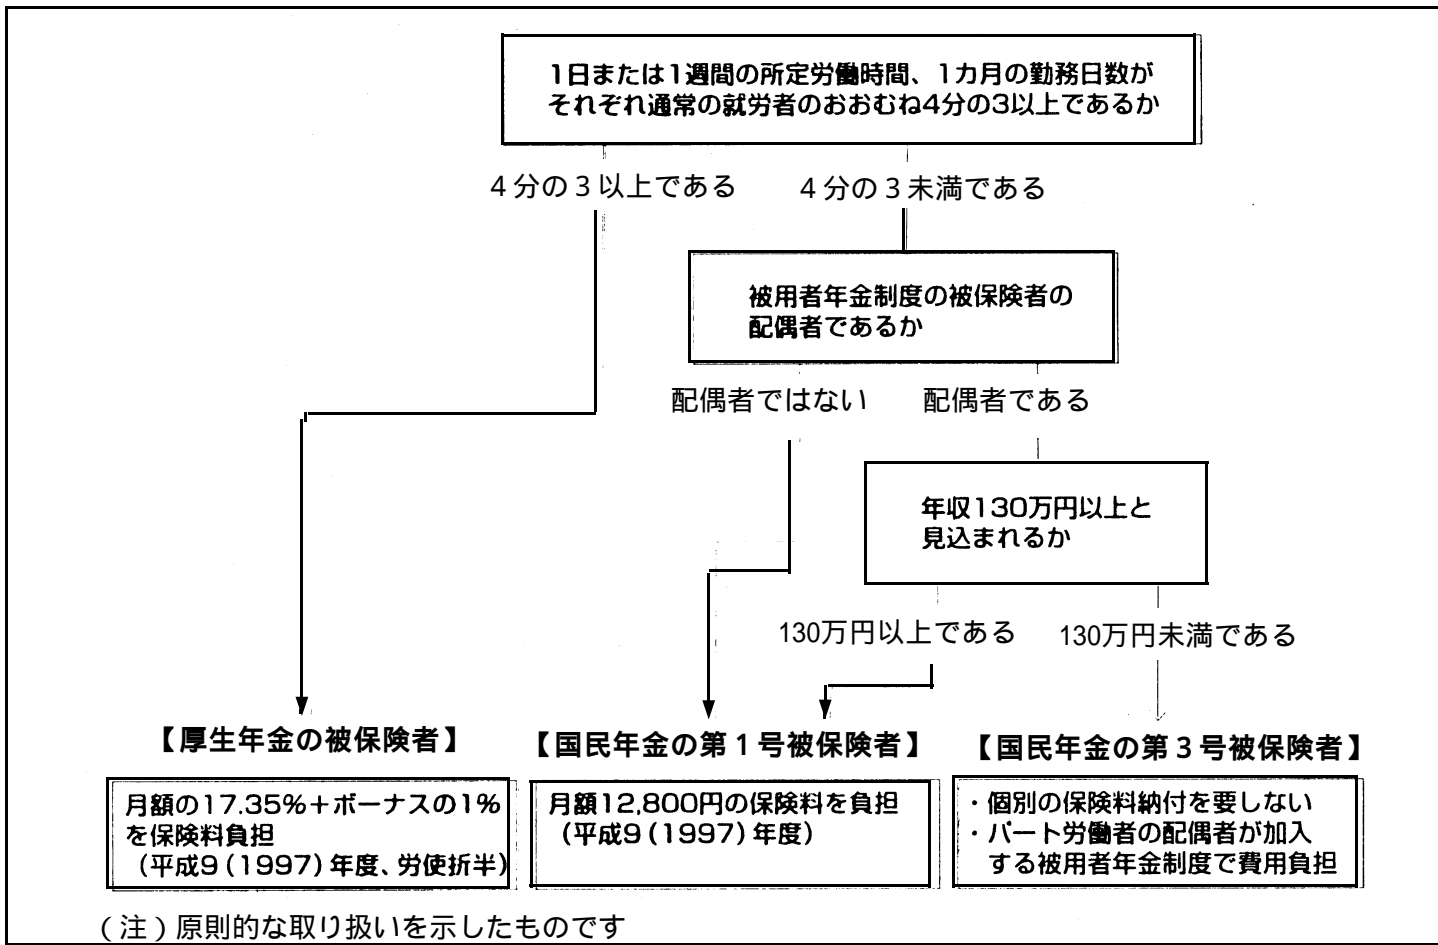 1日または1週間の所定労働時間、1カ月の勤務日数が
それぞれ通常の就労者のおおむね4分の3以上であるか
４分の３以上である
４分の３未満である
被用者年金制度の被保険者の
配偶者であるか
配偶者ではない
配偶者である
年収130万円以上と
見込まれるか
130万円以上である
130万円未満である
【厚生年金の被保険者】
【国民年金の第１号被保険者】
【国民年金の第３号被保険者】
月額の17.35%＋ボーナスの1%
を保険料負担
（平成9（1997）年度、労使折半）
月額12,800円の保険料を負担
（平成9（1997）年度）
・個別の保険料納付を要しない
・パート労働者の配偶者が加入
する被用者年金制度で費用負担
（注）原則的な取り扱いを示したものです